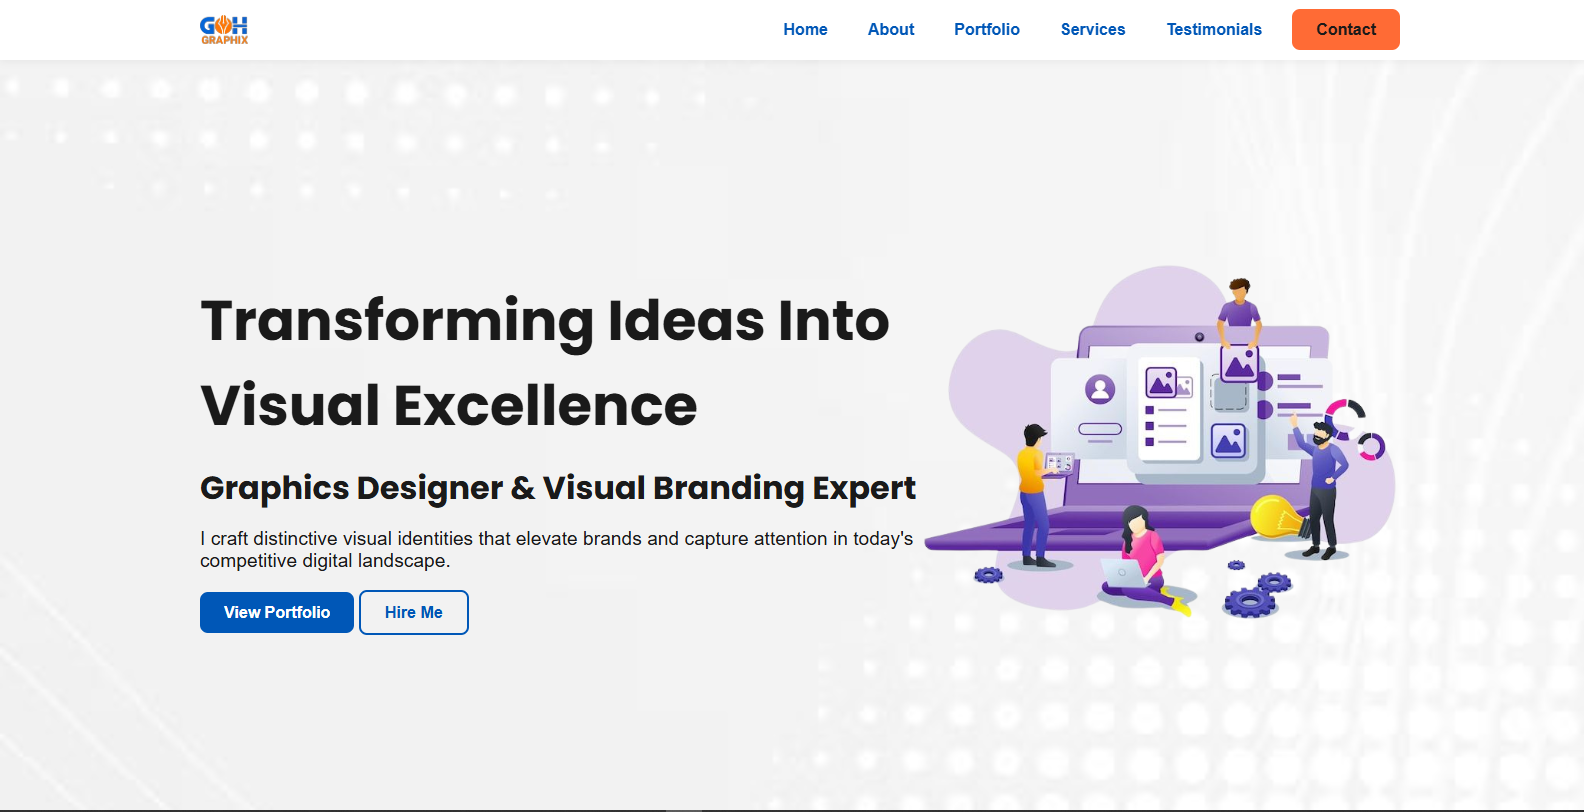 GOH
GRAPHIX
Home About Portfolio Services Testimonials Contact
Transforming Ideas Into
Visual Excellence
Graphics Designer & Visual Branding Expert
I craft distinctive visual identities that elevate brands and capture attention in today's
competitive digital landscape.
View Portfolio Hire Me